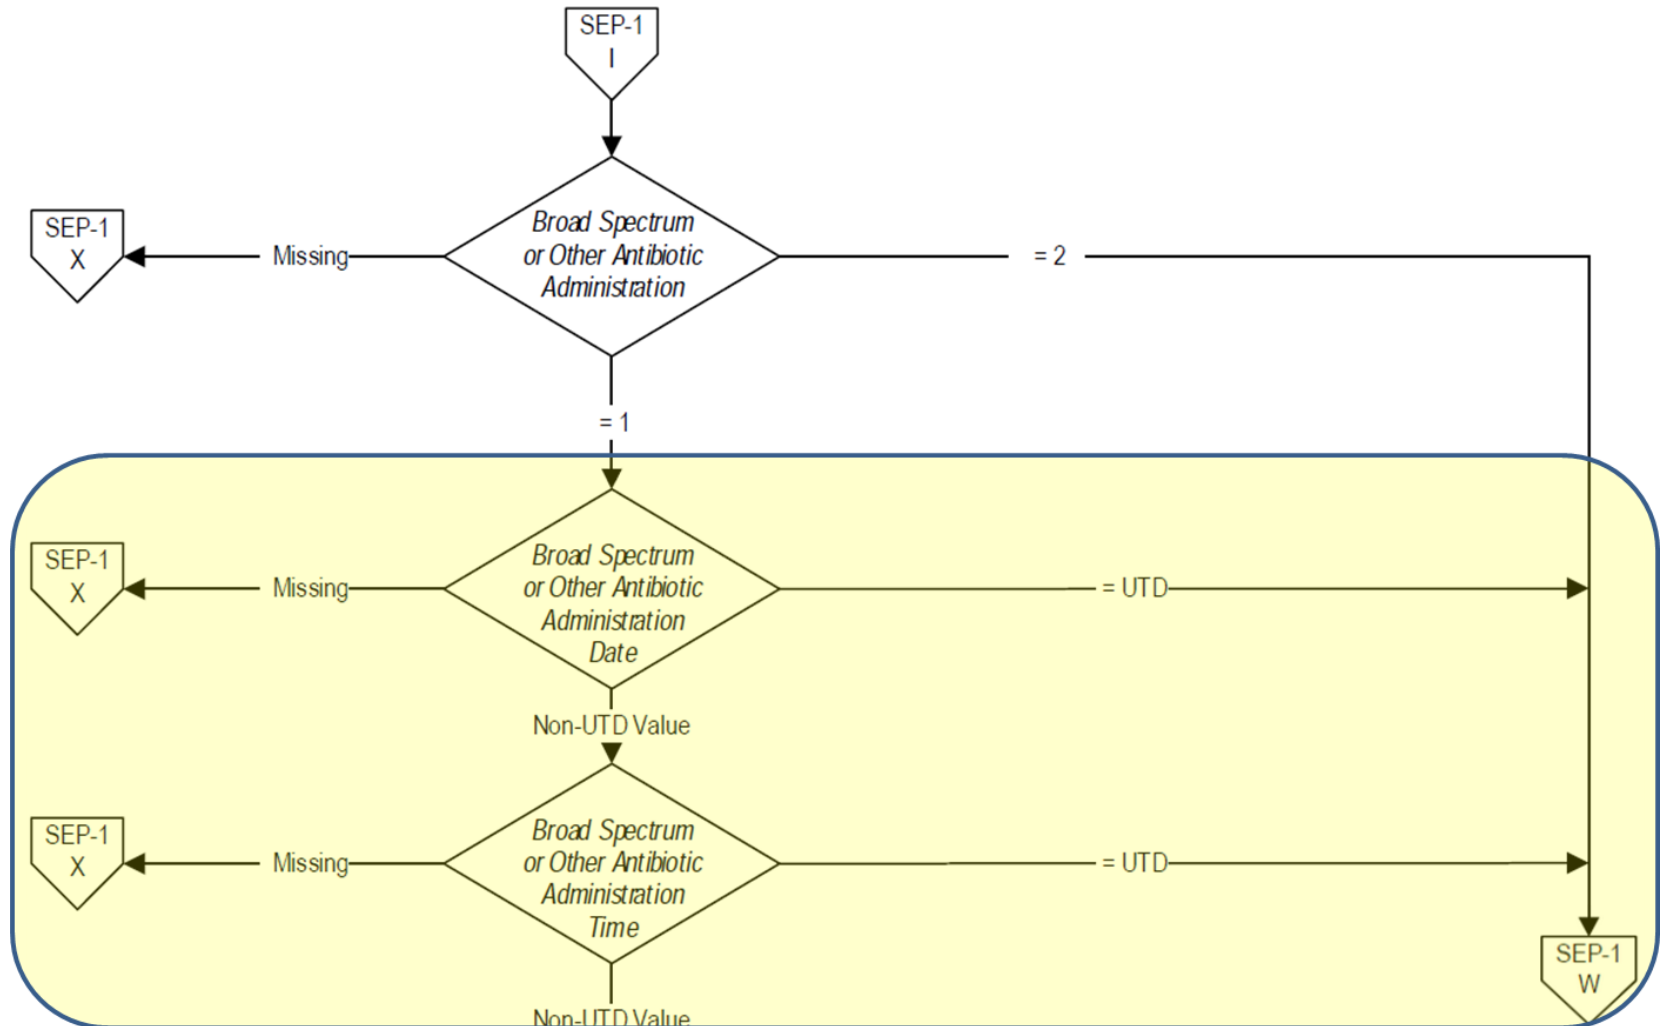 SEP-1
I
SEP-1
X
Missing
Broad Spectrum
or Other Antibiotic
Administration
= 2
= 1
SEP-1
X
Missing
Broad Spectrum
or Other Antibiotic
Administration
Date
= UTD
Non-UTD Value
SEP-1
X
Missing
Broad Spectrum
or Other Antibiotic
Administration
Time
= UTD
SEP-1
W
Non-UTD Value